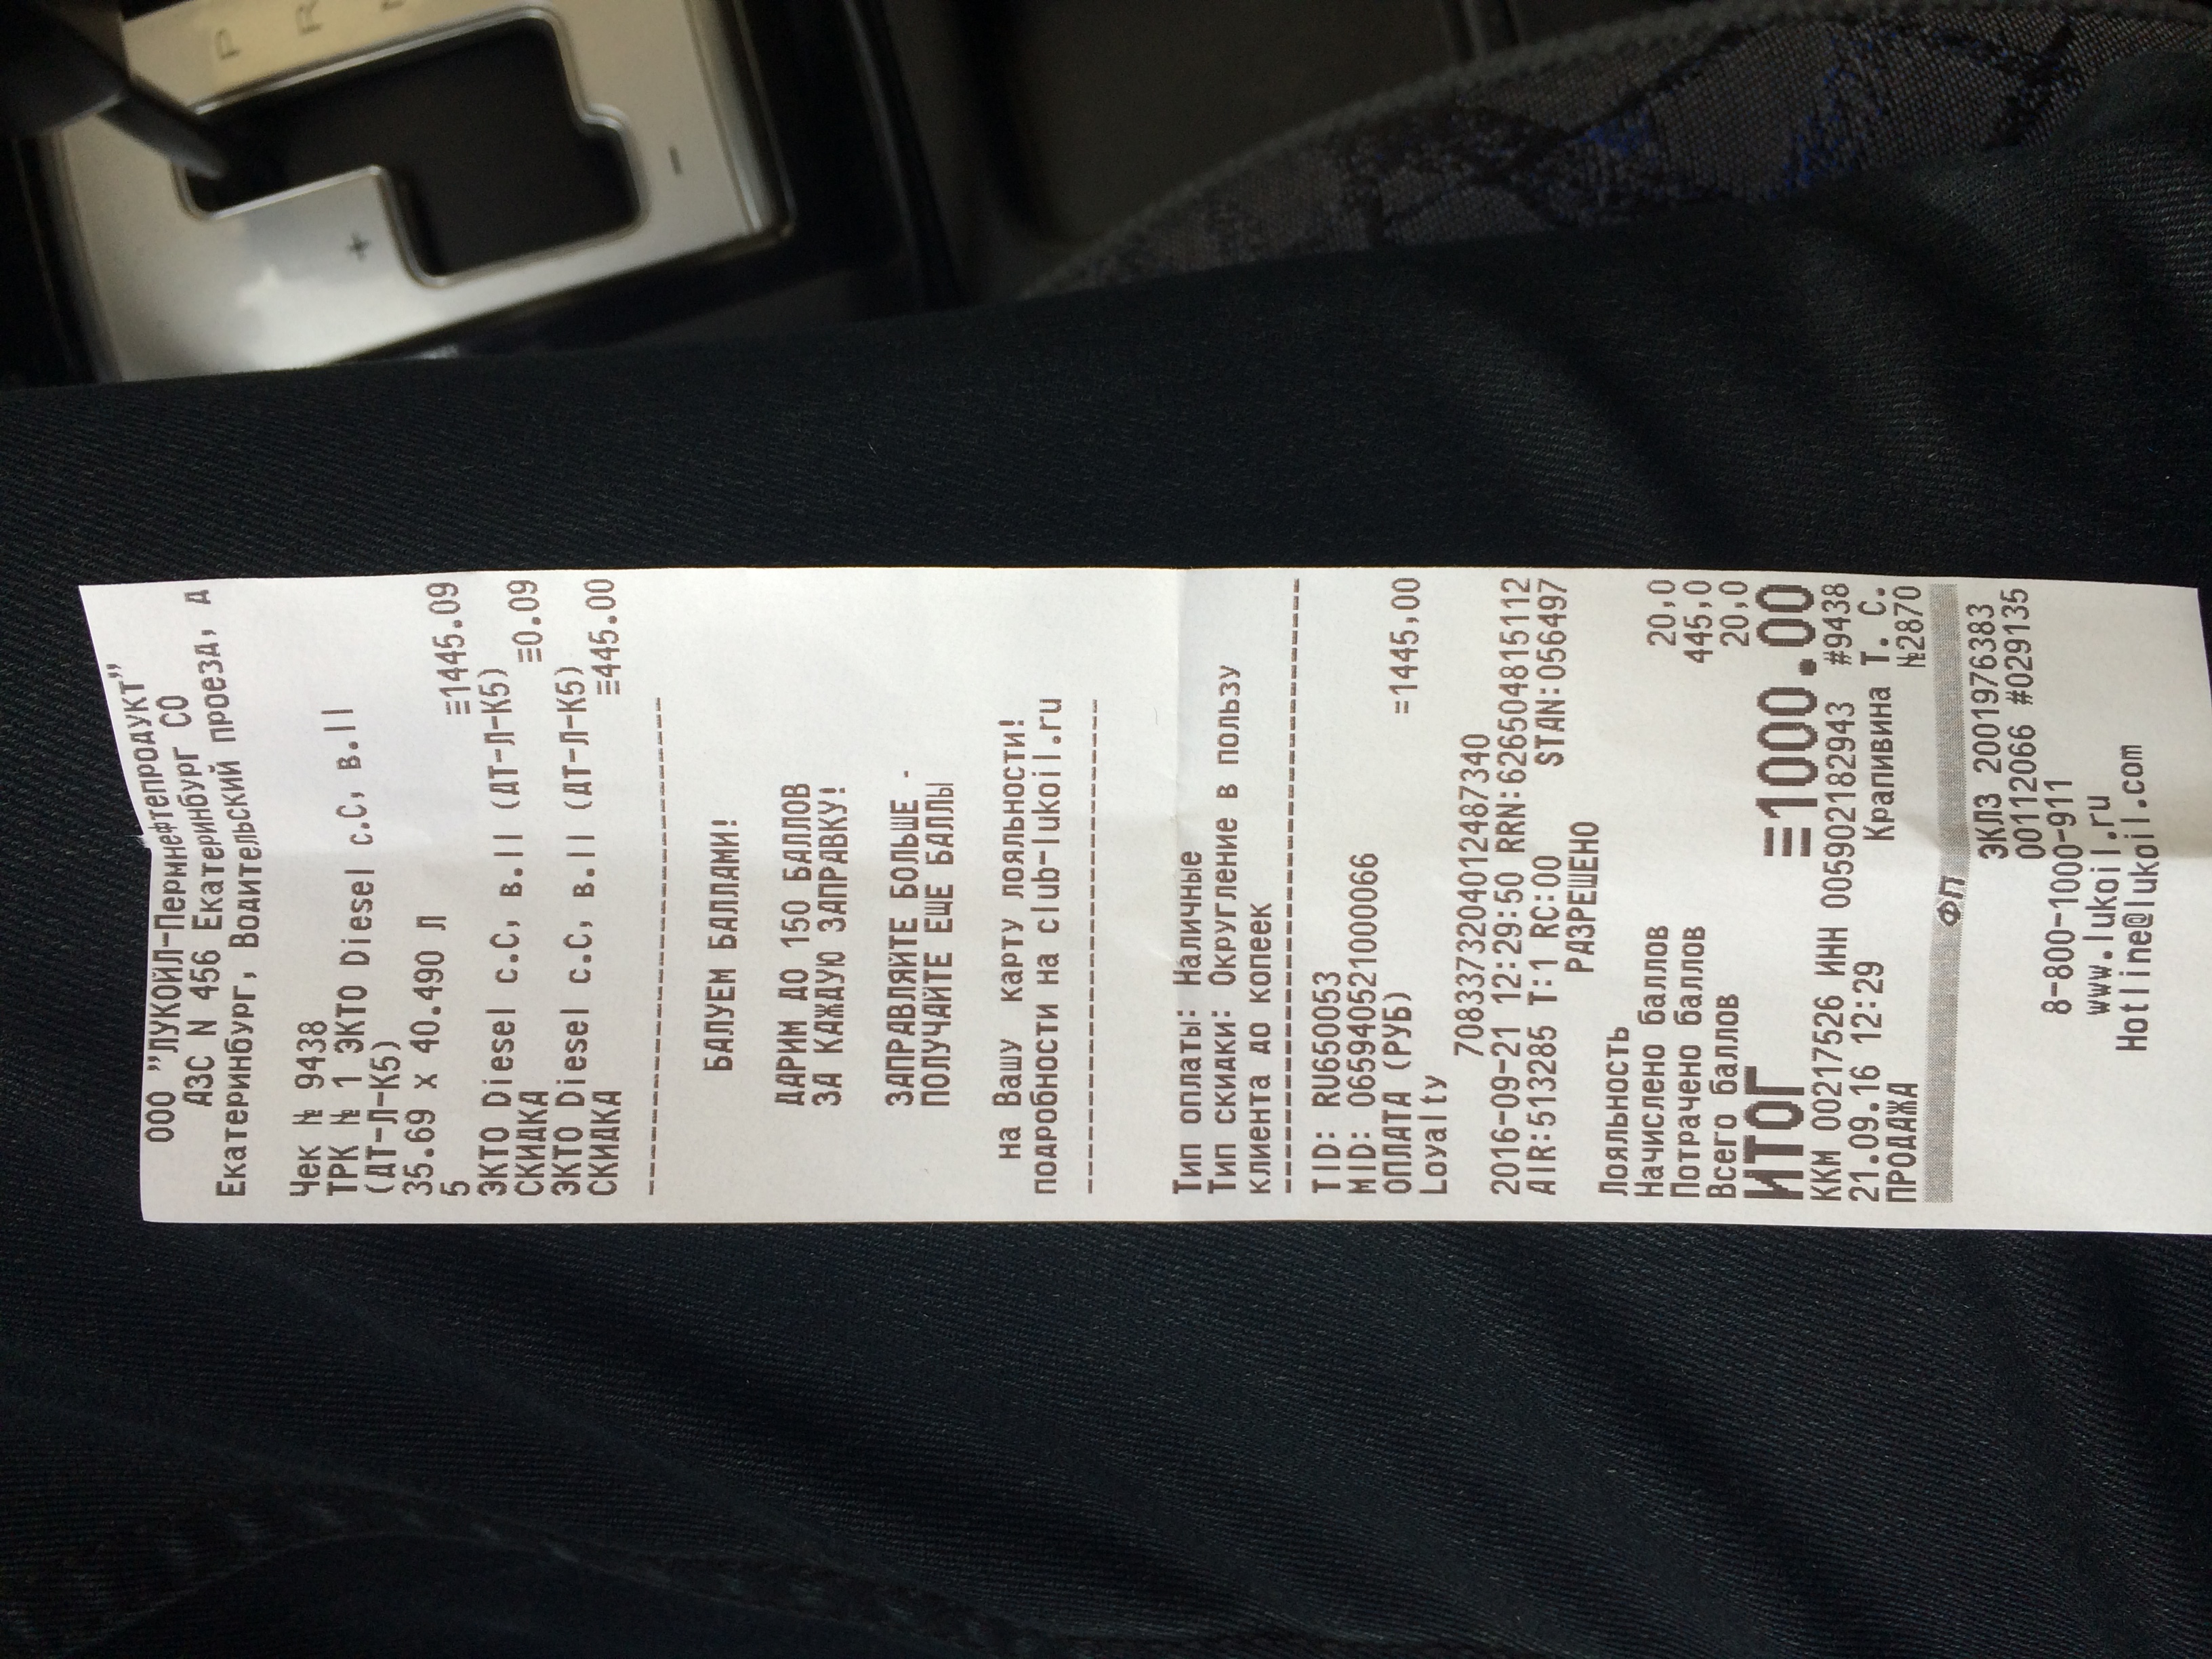 P
R
+
-
ООО "ЛУКОЙЛ-Пермнефтепродукт"
АЗС N 456 Екатеринбург СО
Екатеринбург, Водительский проезд, д
Чек № 9438
ТРК № 1 ЭКТО Diesel с.С, в.II
(ДТ-Л-К5)
35.69 X 40.490 Л
5 ≡1445.09
ЭКТО Diesel с.С, в.II (ДТ-Л-К5)
СКИДКА ≡0.09
ЭКТО Diesel с.С, в.II (ДТ-Л-К5)
СКИДКА ≡445.00
БАЛУЕМ БАЛЛАМИ!
ДАРИМ ДО 150 БАЛЛОВ
ЗА КАЖДУЮ ЗАПРАВКУ!
ЗАПРАВЛЯЙТЕ БОЛЬШЕ -
ПОЛУЧАЙТЕ ЕЩЕ БАЛЛЫ
на Вашу карту лояльности!
подробности на club-lukoil.ru
Тип оплаты: Наличные
Тип скидки: Округление в пользу
клиента до копеек
TID: RU650053
MID: 065940521000066
ОПЛАТА (РУБ) =1445,00
Loyalty
7083373204012487340
2016-09-21 12:29:50 RRN:626504815112
AIR:513285 T:1 RC:00 STAN:056497
РАЗРЕШЕНО
Лояльность
Начислено баллов 20,0
Потрачено баллов 445,0
Всего баллов 20,0
ИТОГ ≡1000.00
ККМ 00217526 ИНН 005902182943 #9438
21.09.16 12:29 Крапивина Т. С.
ПРОДАЖА №2870
ФП
ЭКЛЗ 2001976383
00112066 #029135
8-800-1000-911
www.lukoil.ru
Hotline@lukoil.com